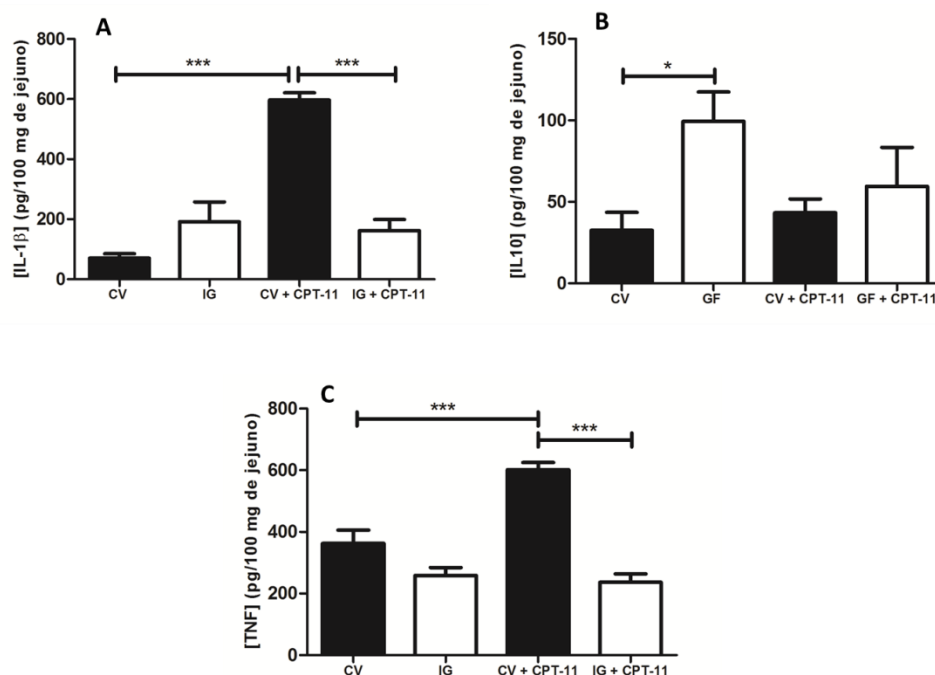 A
[IL-1β] (pg/100 mg de jejuno)
800
600
400
200
0
***
***
CV
IG
CV + CPT-11
IG + CPT-11
B
[IL10] (pg/100 mg de jejuno)
150
100
50
0
*
CV
GF
CV + CPT-11
GF + CPT-11
C
[TNF] (pg/100 mg de jejuno)
800
600
400
200
0
***
***
CV
IG
CV + CPT-11
IG + CPT-11